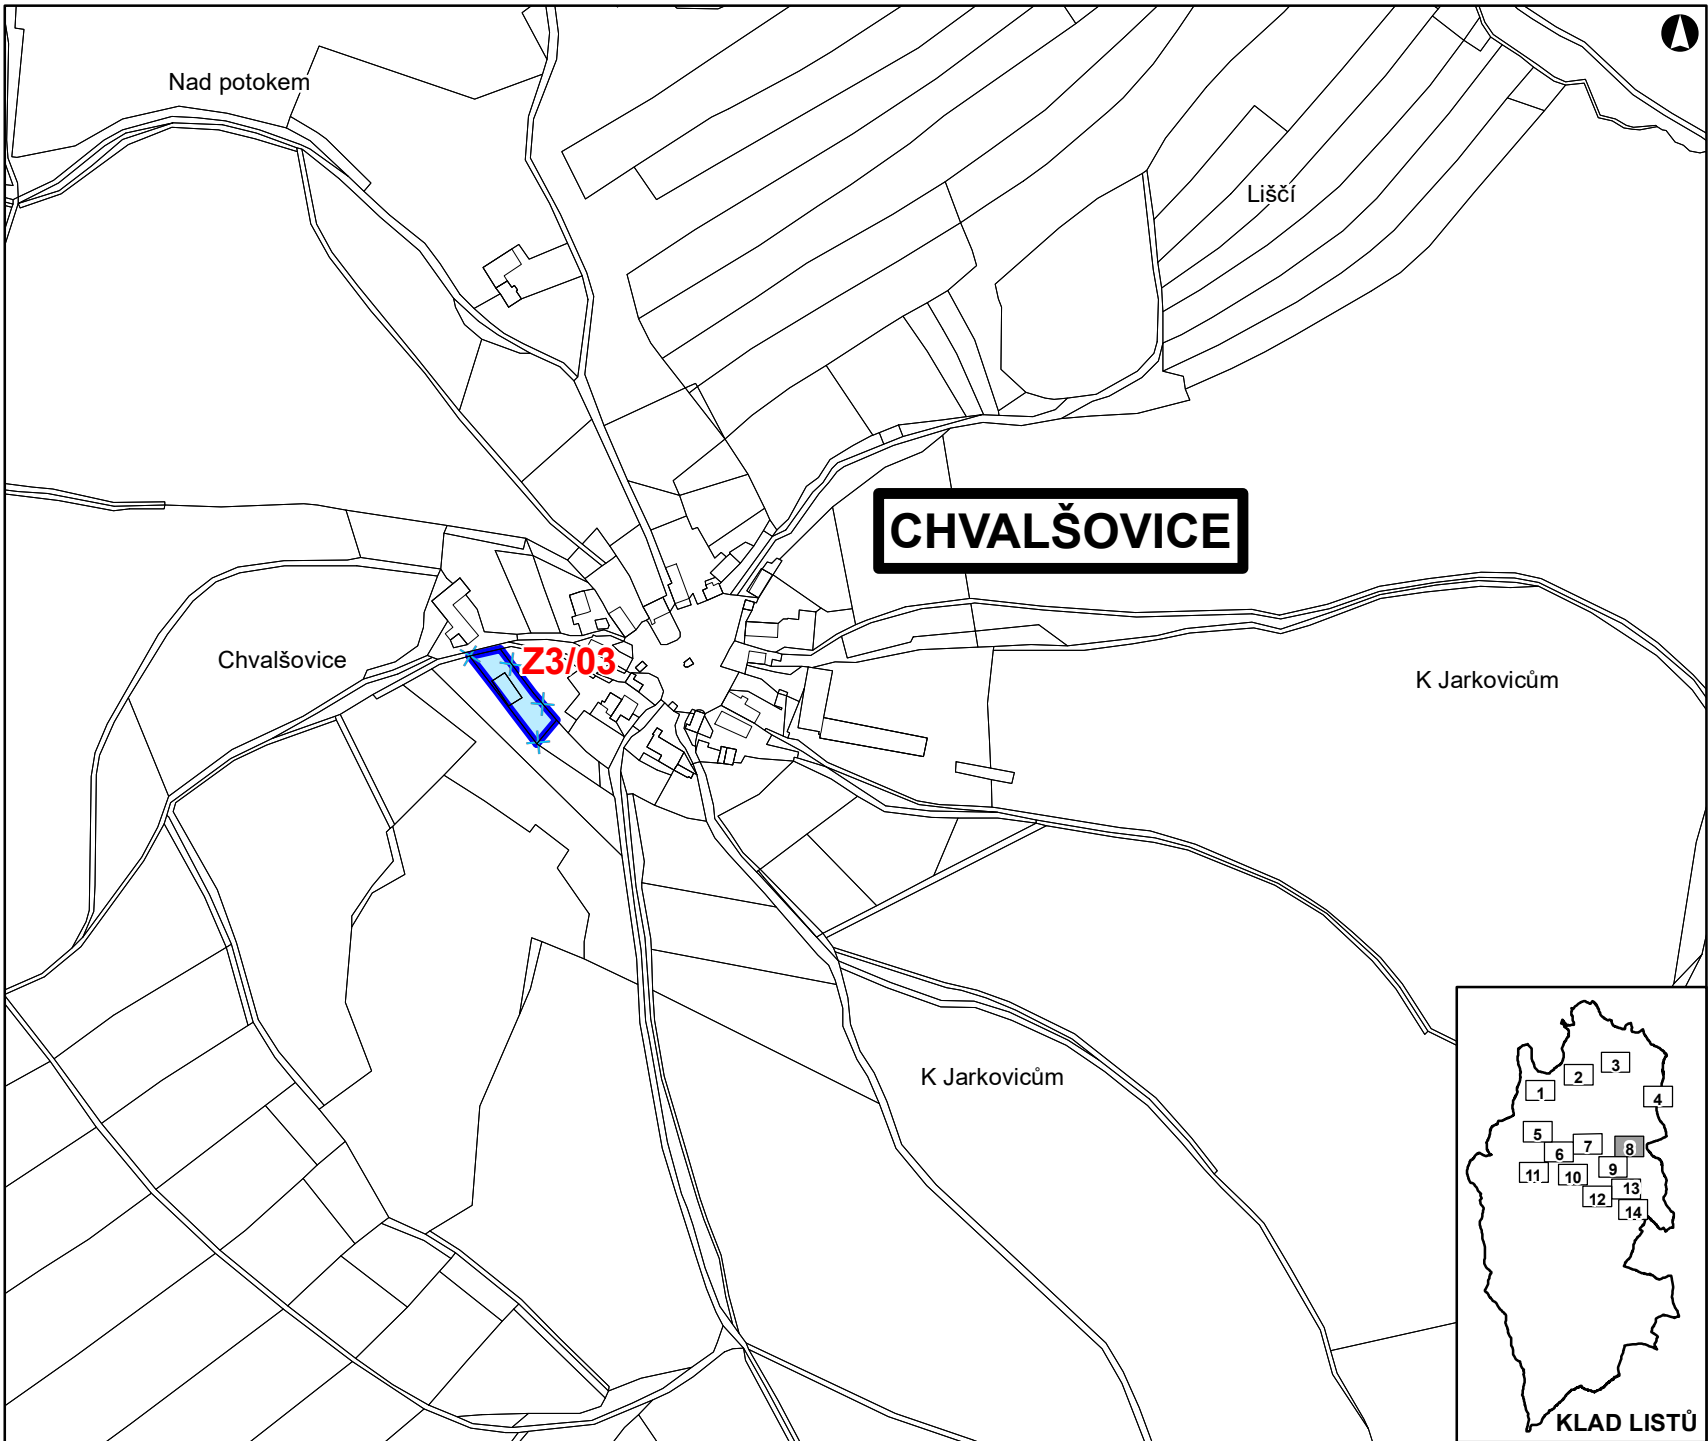 Nad potokem
Liščí
CHVALŠOVICE
Chvalšovice
Z3/03
K Jarkovicům
K Jarkovicům
3
2
1
4
5
7
8
6
9
11
10
13
12
14
KLAD LISTŮ